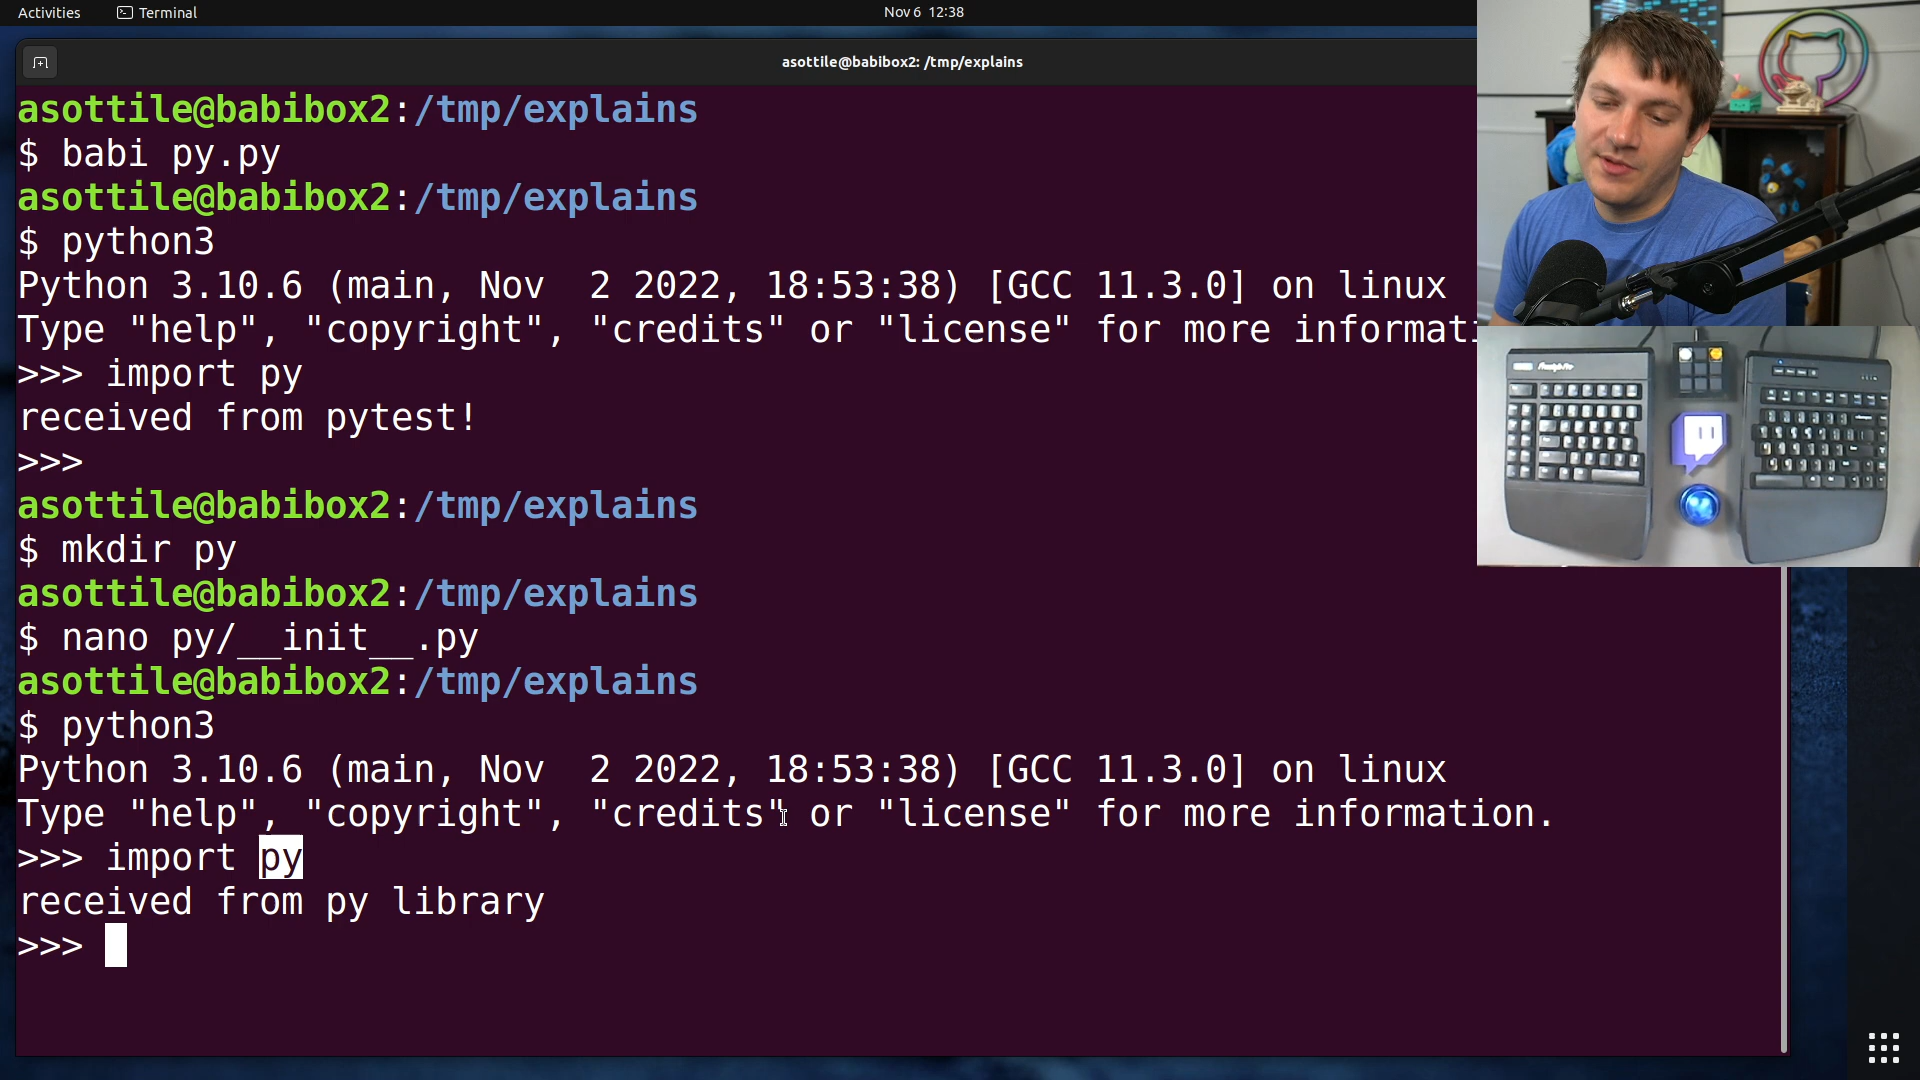 Activities
Terminal
Nov 6 12:38
asottile@babibox2: /tmp/explains
asottile@babibox2:/tmp/explains
$ babi py.py
asottile@babibox2:/tmp/explains
$ python3
Python 3.10.6 (main, Nov  2 2022, 18:53:38) [GCC 11.3.0] on linux
Type "help", "copyright", "credits" or "license" for more informati
>>> import py
received from pytest!
>>>
asottile@babibox2:/tmp/explains
$ mkdir py
asottile@babibox2:/tmp/explains
$ nano py/__init__.py
asottile@babibox2:/tmp/explains
$ python3
Python 3.10.6 (main, Nov  2 2022, 18:53:38) [GCC 11.3.0] on linux
Type "help", "copyright", "credits" or "license" for more information.
>>> import py
received from py library
>>>